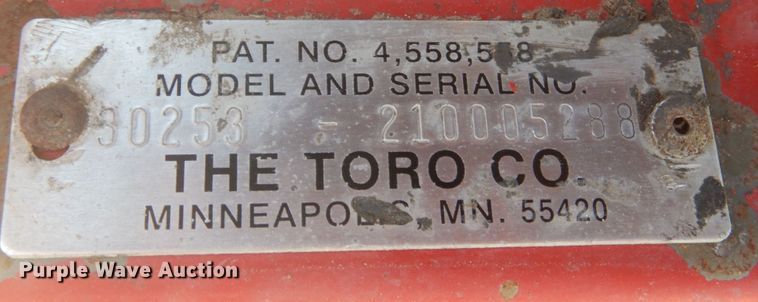 PAT. NO. 4,558,558
MODEL AND SERIAL NO.
30253 - 210005288
THE TORO CO.
MINNEAPOLIS, MN. 55420
Purple Wave Auction